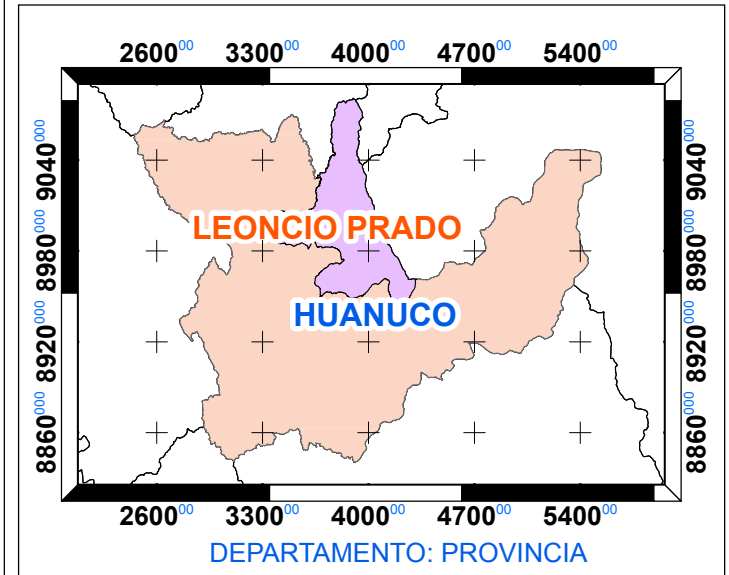 260000 330000 400000 470000 540000
9040000 9040000
LEONCIO PRADO
8980000 8980000
HUANUCO
8920000 8920000
8860000 8860000
260000 330000 400000 470000 540000
DEPARTAMENTO: PROVINCIA